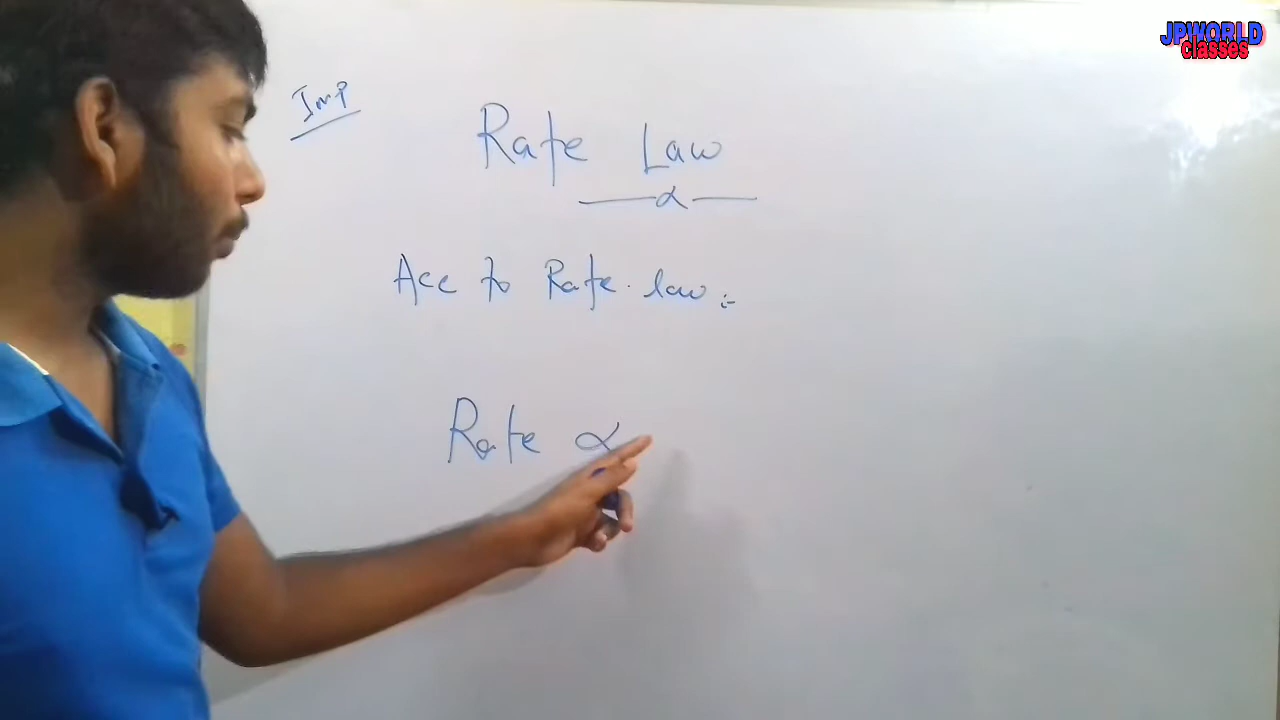 JPWORLD
classes
Imp
Rate Law
α
Acc to Rate law :-
Rate α